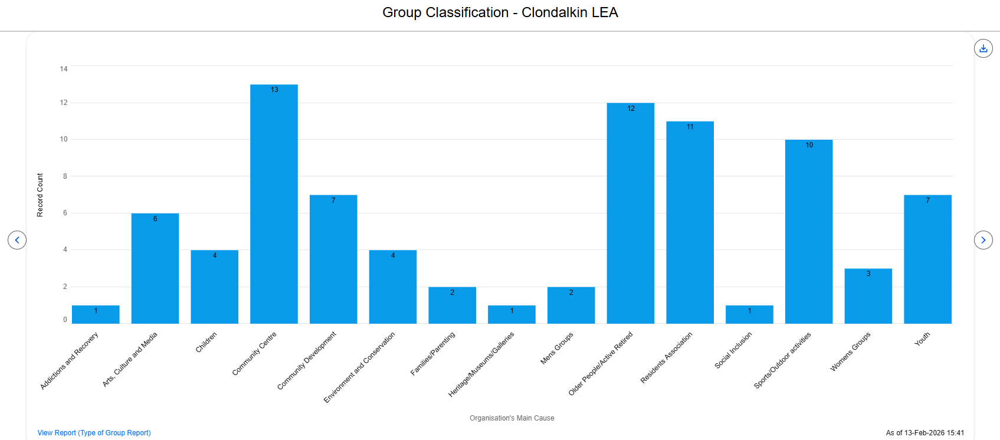 Group Classification - Clondalkin LEA
14
12
10
8
6
4
2
0
Record Count
1
6
4
13
7
4
2
1
2
12
11
1
10
3
7
Addictions and Recovery
Arts, Culture and Media
Children
Community Centre
Community Development
Environment and Conservation
Families/Parenting
Heritage/Museums/Galleries
Mens Groups
Older People/Active Retired
Residents Association
Social Inclusion
Sports/Outdoor activities
Womens Groups
Youth
Organisation's Main Cause
View Report (Type of Group Report)
As of 13-Feb-2026 15:41